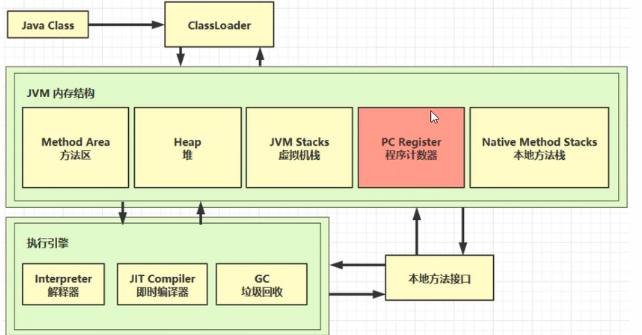 Java Class
ClassLoader
JVM 内存结构
Method Area
方法区
Heap
堆
JVM Stacks
虚拟机栈
PC Register
程序计数器
Native Method Stacks
本地方法栈
执行引擎
Interpreter
解释器
JIT Compiler
即时编译器
GC
垃圾回收
本地方法接口